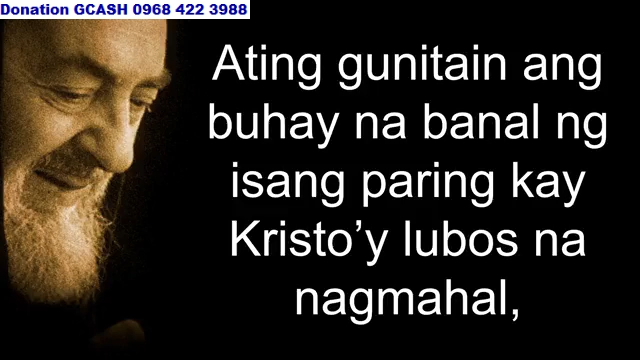 Donation GCASH 0968 422 3988
Ating gunitain ang
buhay na banal ng
isang paring kay
Kristo’y lubos na
nagmahal,